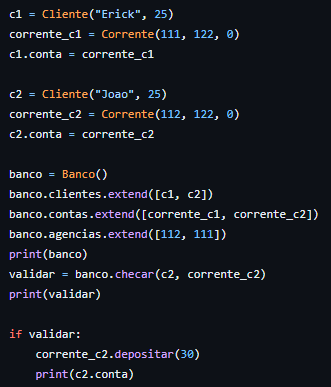 c1 = Cliente("Erick", 25)
corrente_c1 = Corrente(111, 122, 0)
c1.conta = corrente_c1
c2 = Cliente("Joao", 25)
corrente_c2 = Corrente(112, 122, 0)
c2.conta = corrente_c2
banco = Banco()
banco.clientes.extend([c1, c2])
banco.contas.extend([corrente_c1, corrente_c2])
banco.agencias.extend([112, 111])
print(banco)
validar = banco.checar(c2, corrente_c2)
print(validar)
if validar:
    corrente_c2.depositar(30)
    print(c2.conta)